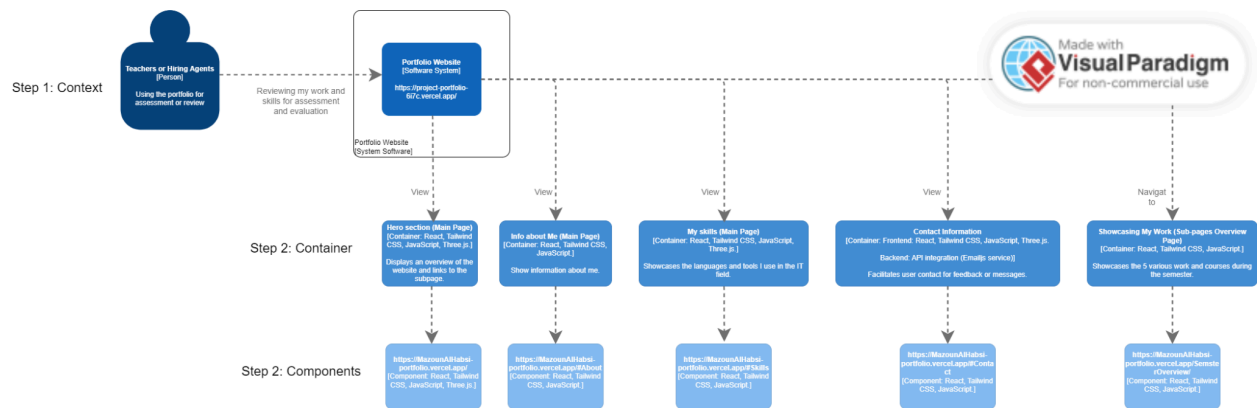 Made with
Visual Paradigm
For non-commercial use
Step 1: Context
Teachers or Hiring Agents
[Person]
Using the portfolio for
assessment or review
Reviewing my work and
skills for assessment
and evaluation
Portfolio Website
[Software System]
https://project-portfolio-
6i7c.vercel.app/
Portfolio Website
[System Software]
View
View
View
View
Navigat
to
Step 2: Container
Hero section (Main Page)
[Container: React, Tailwind
CSS, JavaScript, Three.js.]
Displays an overview of the
website and links to the
subpage.
Info about Me (Main Page)
[Container: React, Tailwind CSS,
JavaScript.]
Show information about me.
My skills (Main Page)
[Container: React, Tailwind CSS, JavaScript,
Three.js.]
Showcases the languages and tools I use in the IT
field.
Contact Information
[Container: Frontend: React, Tailwind CSS, JavaScript, Three.js.
Backend: API integration (Emailjs service)]
Facilitates user contact for feedback or messages.
Showcasing My Work (Sub-pages Overview
Page)
[Container: React, Tailwind CSS, JavaScript.]
Showcases the 5 various work and courses during
the semester.
Step 2: Components
https://MazounAlHabsi-
portfolio.vercel.app/
[Component: React, Tailwind
CSS, JavaScript, Three.js.]
https://MazounAlHabsi-
portfolio.vercel.app/#About
[Component: React, Tailwind
CSS, JavaScript.]
https://MazounAlHabsi-
portfolio.vercel.app/#Skills
[Component: React, Tailwind
CSS, JavaScript.]
https://MazounAlHabsi-
portfolio.vercel.app/#Conta
ct
[Component: React, Tailwind
CSS, JavaScript.]
https://MazounAlHabsi-
portfolio.vercel.app/Semste
rOverview/
[Component: React, Tailwind
CSS, JavaScript.]